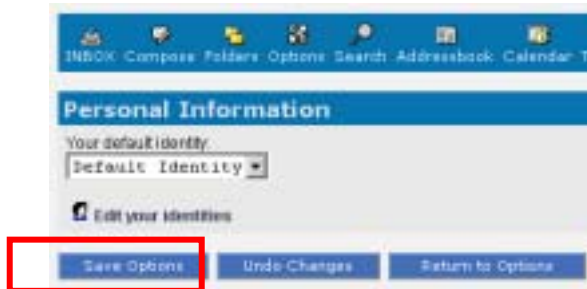 INBOX Compose Folders Options Search Addressbook Calendar
Personal Information
Your default identity
Default Identity
Edit your identities
Save Options Undo Changes Return to Options